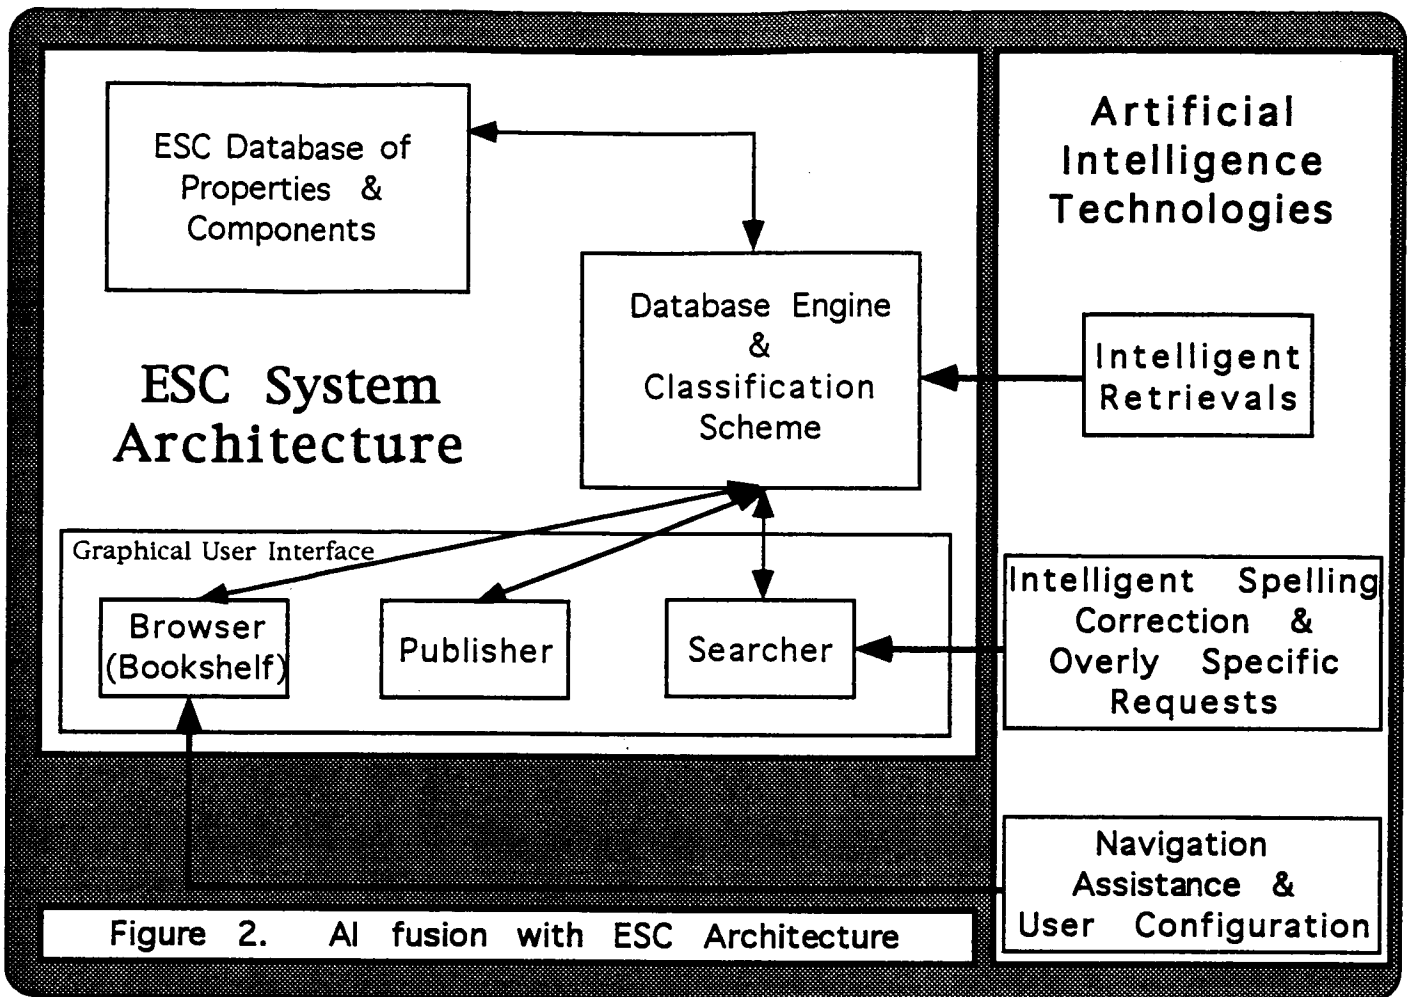 ESC Database of
Properties &
Components
Database Engine
&
Classification
Scheme
ESC System
Architecture
Graphical User Interface
Browser
(Bookshelf)
Publisher
Searcher
Artificial
Intelligence
Technologies
Intelligent
Retrievals
Intelligent Spelling
Correction &
Overly Specific
Requests
Navigation
Assistance &
User Configuration
Figure 2. AI fusion with ESC Architecture